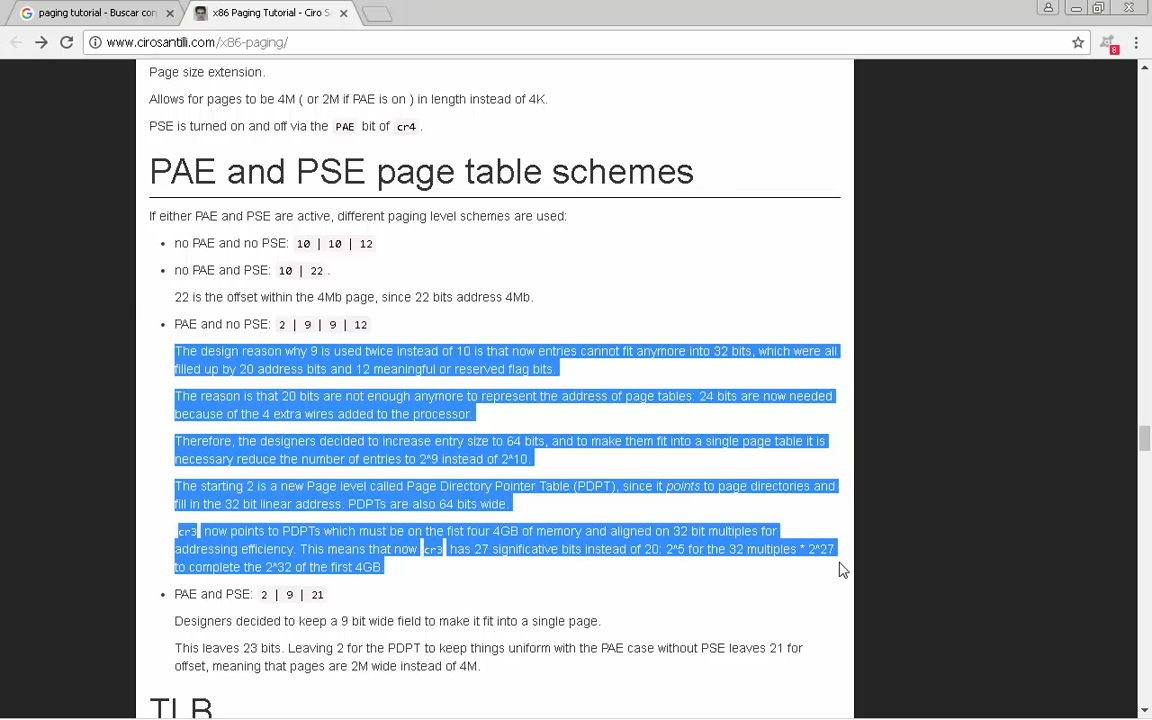 paging tutorial - Buscar con
x86 Paging Tutorial - Ciro S
www.cirosantilli.com/x86-paging/
8
Page size extension.
Allows for pages to be 4M ( or 2M if PAE is on ) in length instead of 4K.
PSE is turned on and off via the PAE bit of cr4 .
PAE and PSE page table schemes
If either PAE and PSE are active, different paging level schemes are used:
• no PAE and no PSE: 10 | 10 | 12
• no PAE and PSE: 10 | 22 .
22 is the offset within the 4Mb page, since 22 bits address 4Mb.
• PAE and no PSE: 2 | 9 | 9 | 12
The design reason why 9 is used twice instead of 10 is that now entries cannot fit anymore into 32 bits, which were all
filled up by 20 address bits and 12 meaningful or reserved flag bits.
The reason is that 20 bits are not enough anymore to represent the address of page tables: 24 bits are now needed
because of the 4 extra wires added to the processor.
Therefore, the designers decided to increase entry size to 64 bits, and to make them fit into a single page table it is
necessary reduce the number of entries to 2^9 instead of 2^10.
The starting 2 is a new Page level called Page Directory Pointer Table (PDPT), since it points to page directories and
fill in the 32 bit linear address. PDPTs are also 64 bits wide.
cr3 now points to PDPTs which must be on the fist four 4GB of memory and aligned on 32 bit multiples for
addressing efficiency. This means that now cr3 has 27 significative bits instead of 20: 2^5 for the 32 multiples * 2^27
to complete the 2^32 of the first 4GB.
• PAE and PSE: 2 | 9 | 21
Designers decided to keep a 9 bit wide field to make it fit into a single page.
This leaves 23 bits. Leaving 2 for the PDPT to keep things uniform with the PAE case without PSE leaves 21 for
offset, meaning that pages are 2M wide instead of 4M.
TLB